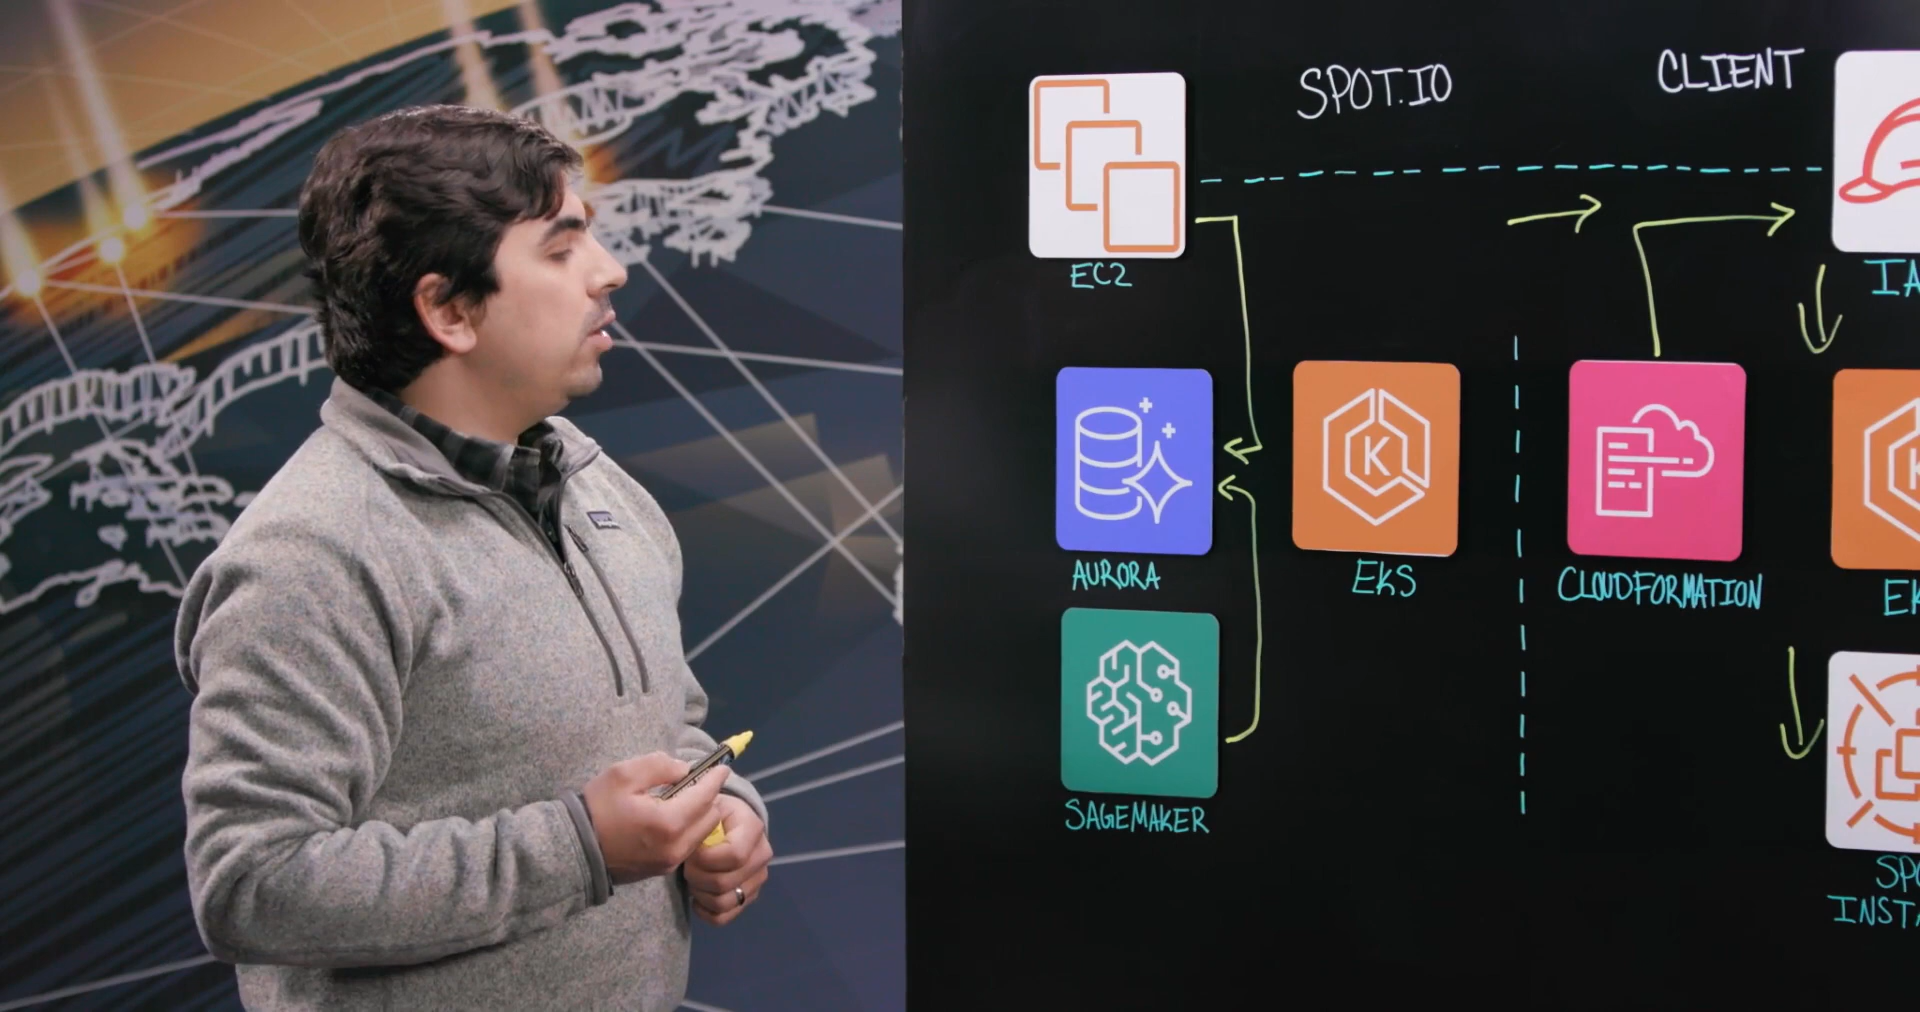 SPOT.IO
CLIENT
EC2
AURORA
K
EKS
CLOUDFORMATION
SAGEMAKER